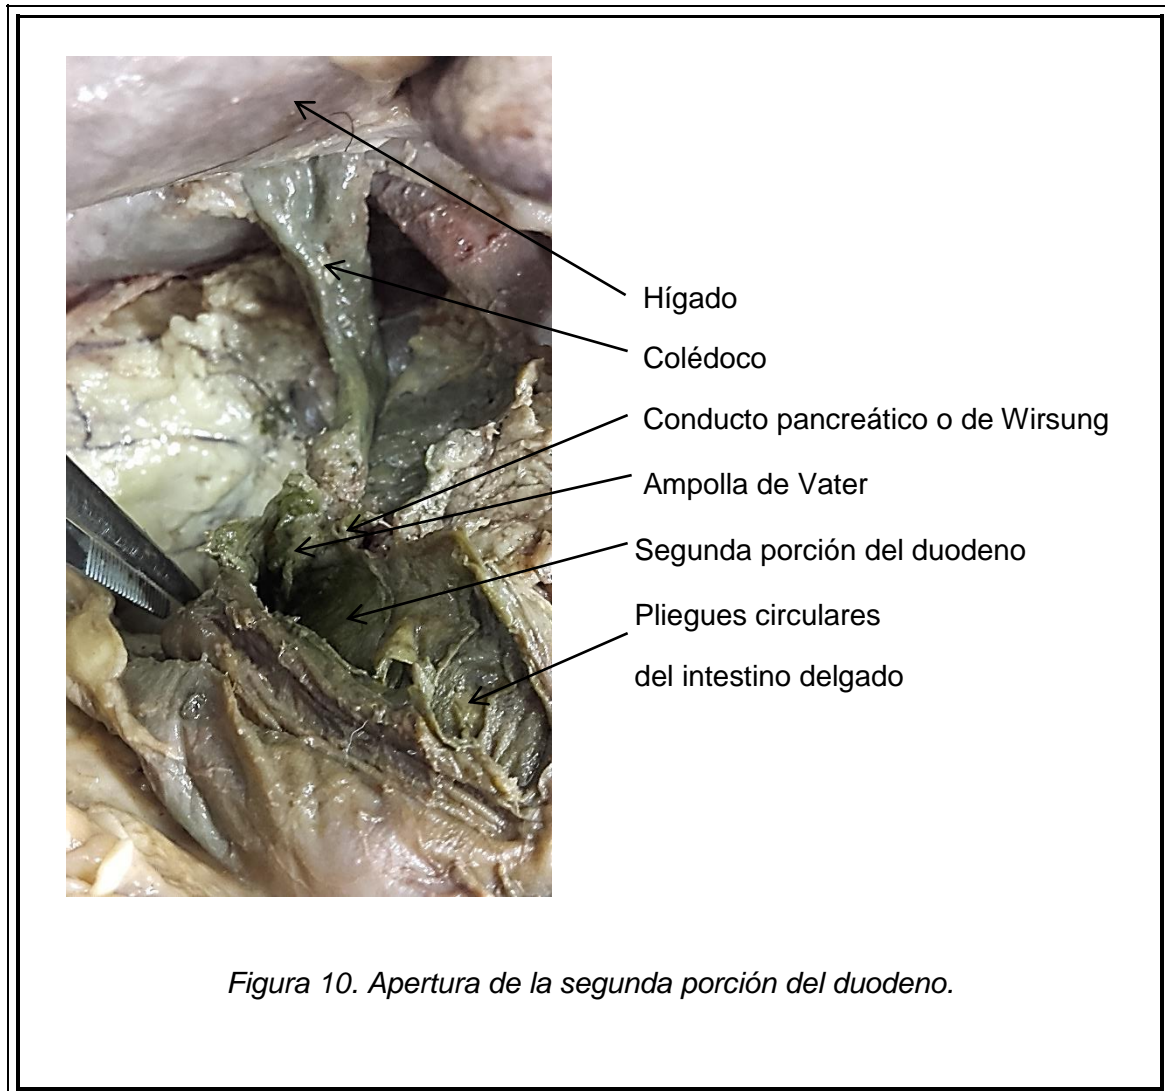 Hígado
Colédoco
Conducto pancreático o de Wirsung
Ampolla de Vater
Segunda porción del duodeno
Pliegues circulares
del intestino delgado
Figura 10. Apertura de la segunda porción del duodeno.